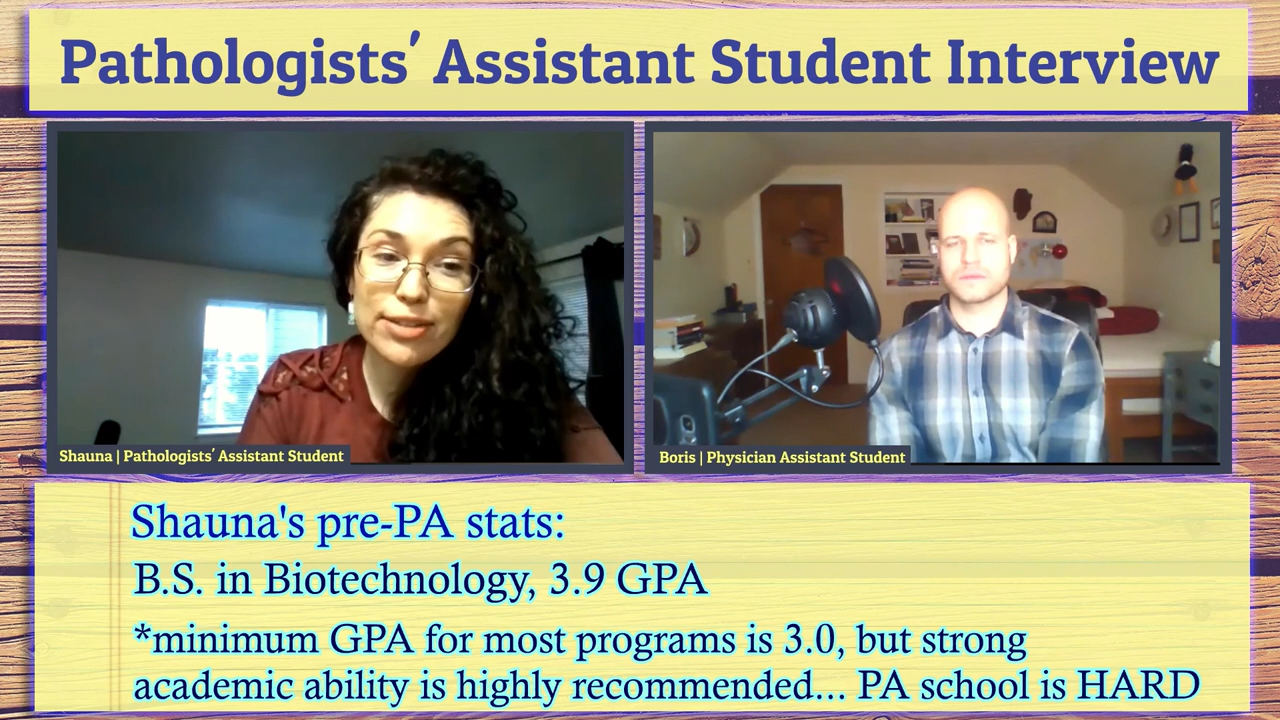 Pathologists' Assistant Student Interview
Shauna | Pathologists' Assistant Student
Boris | Physician Assistant Student
Shauna's pre-PA stats:
B.S. in Biotechnology, 3.9 GPA
*minimum GPA for most programs is 3.0, but strong
academic ability is highly recommended... PA school is HARD